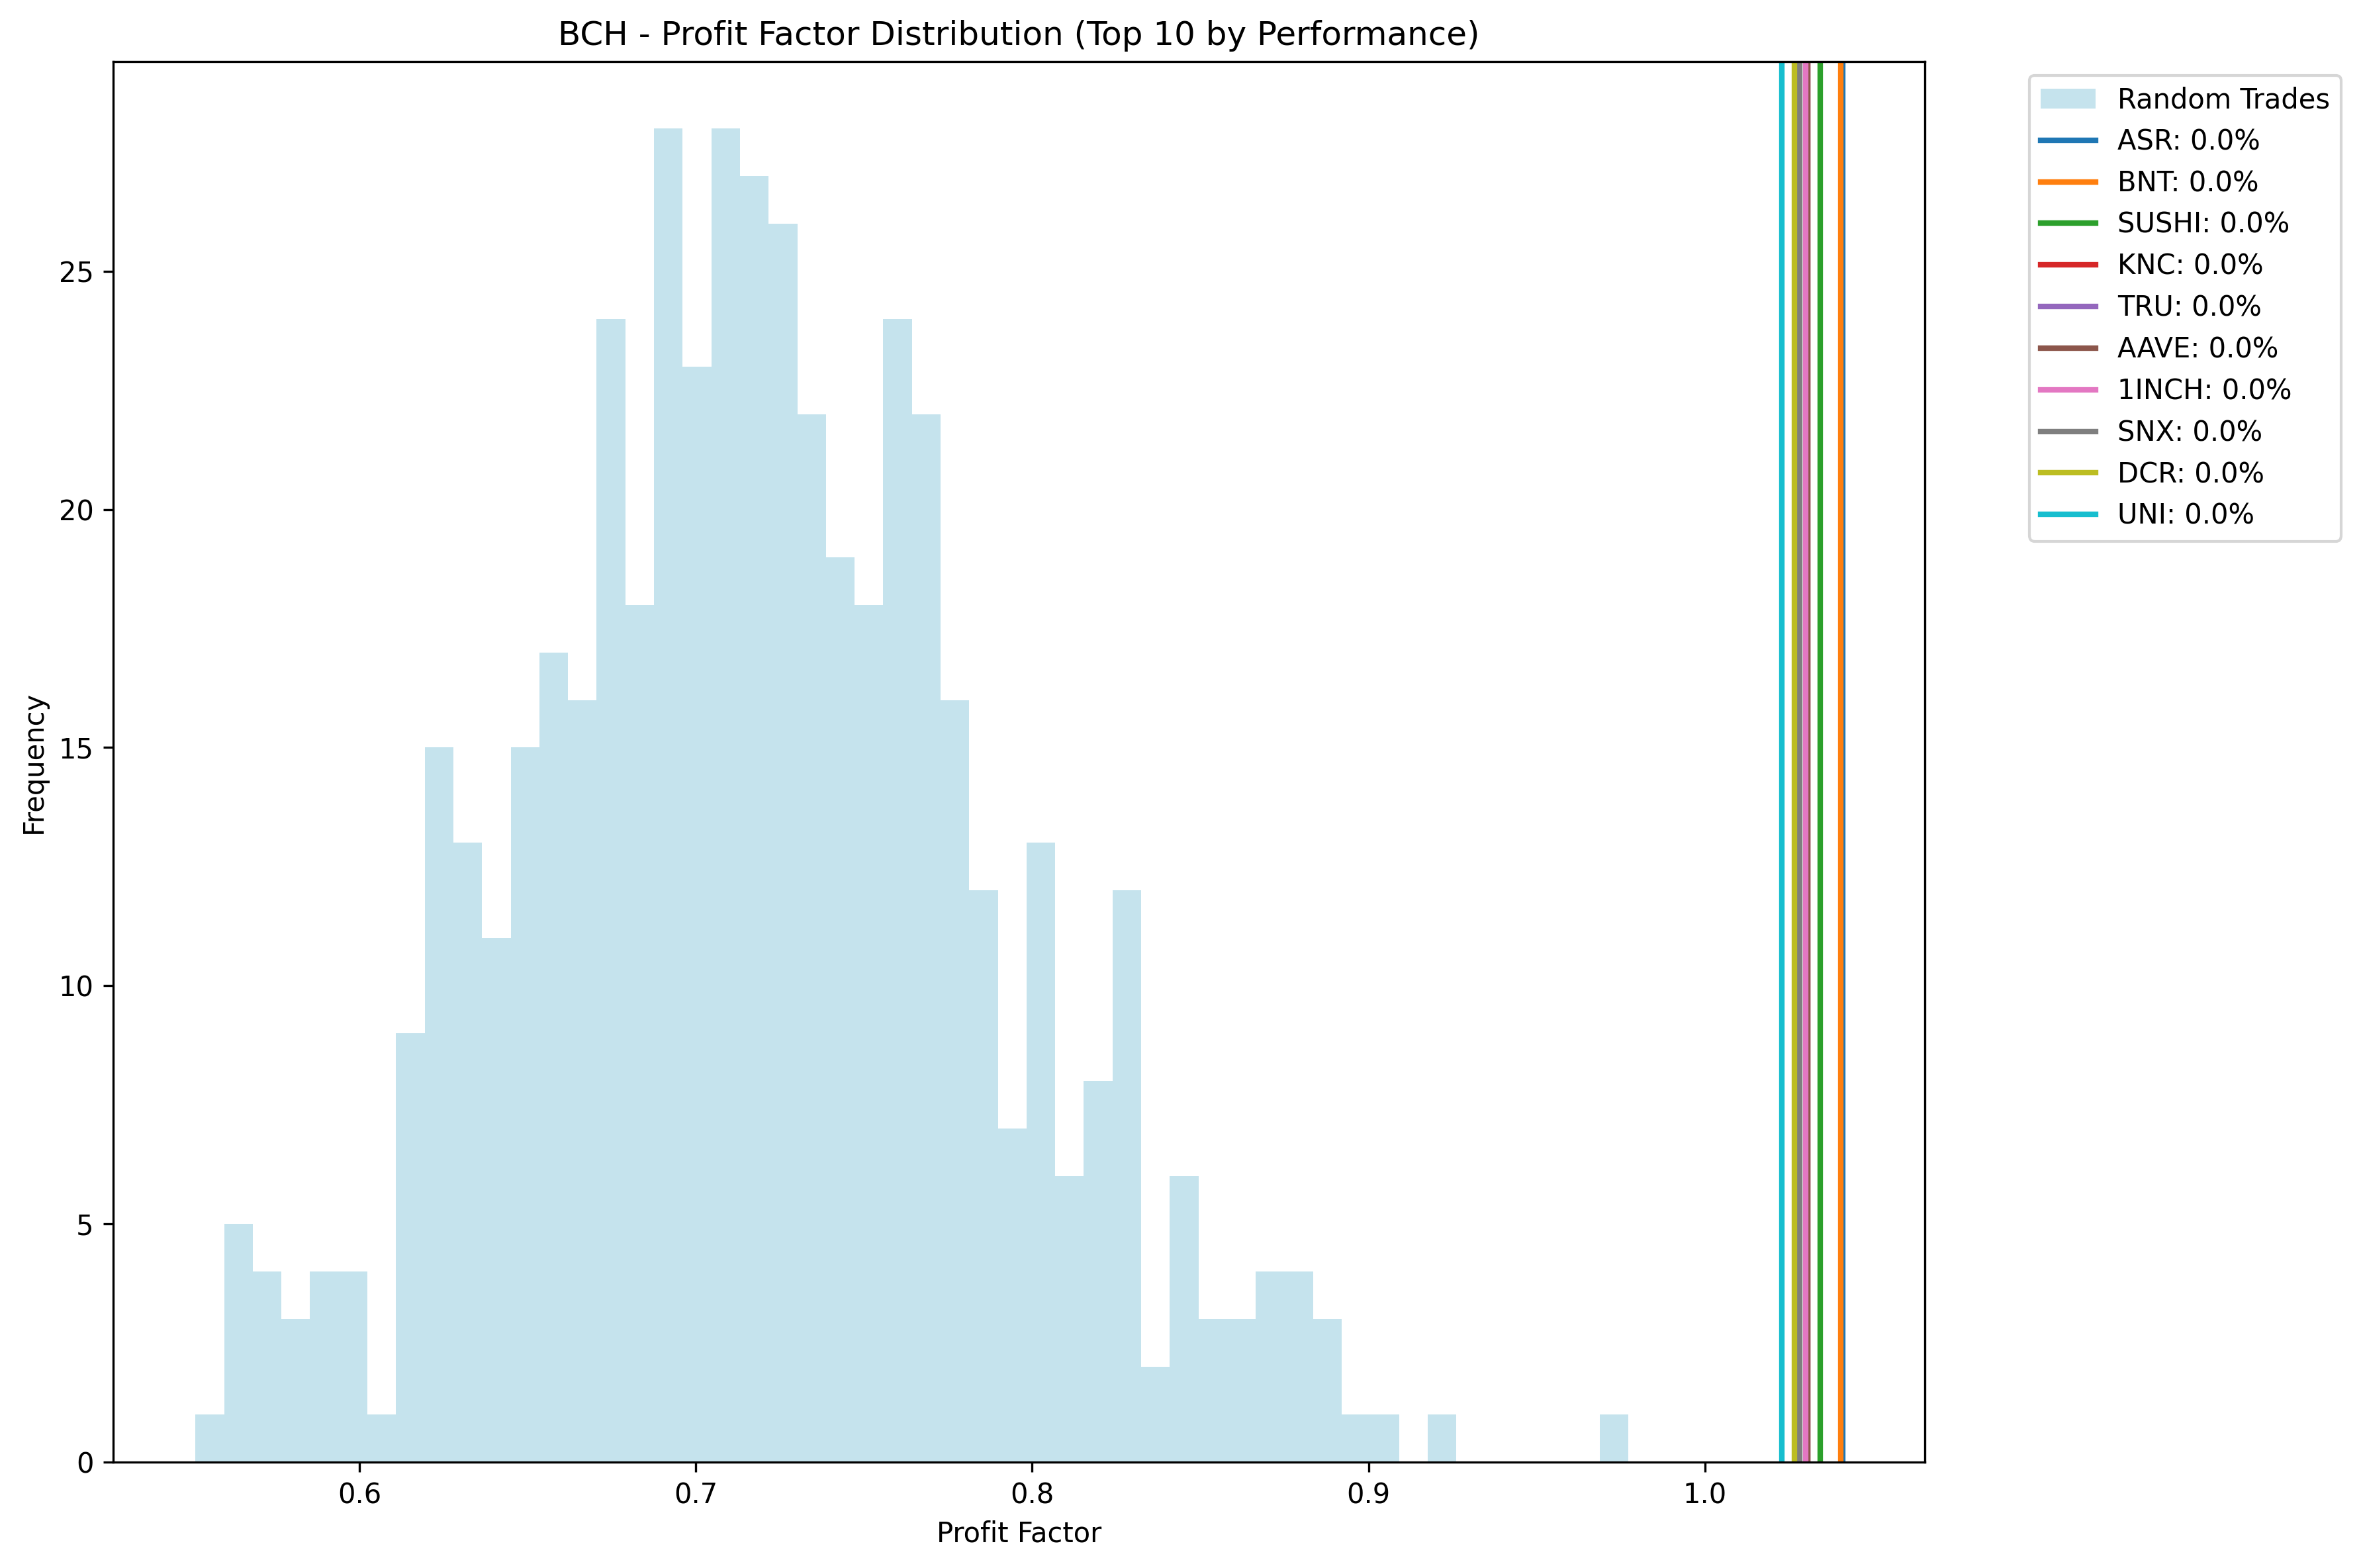 BCH - Profit Factor Distribution (Top 10 by Performance)
Frequency
25
20
15
10
5
0
0.6
0.7
0.8
0.9
1.0
Profit Factor
Random Trades
ASR: 0.0%
BNT: 0.0%
SUSHI: 0.0%
KNC: 0.0%
TRU: 0.0%
AAVE: 0.0%
1INCH: 0.0%
SNX: 0.0%
DCR: 0.0%
UNI: 0.0%